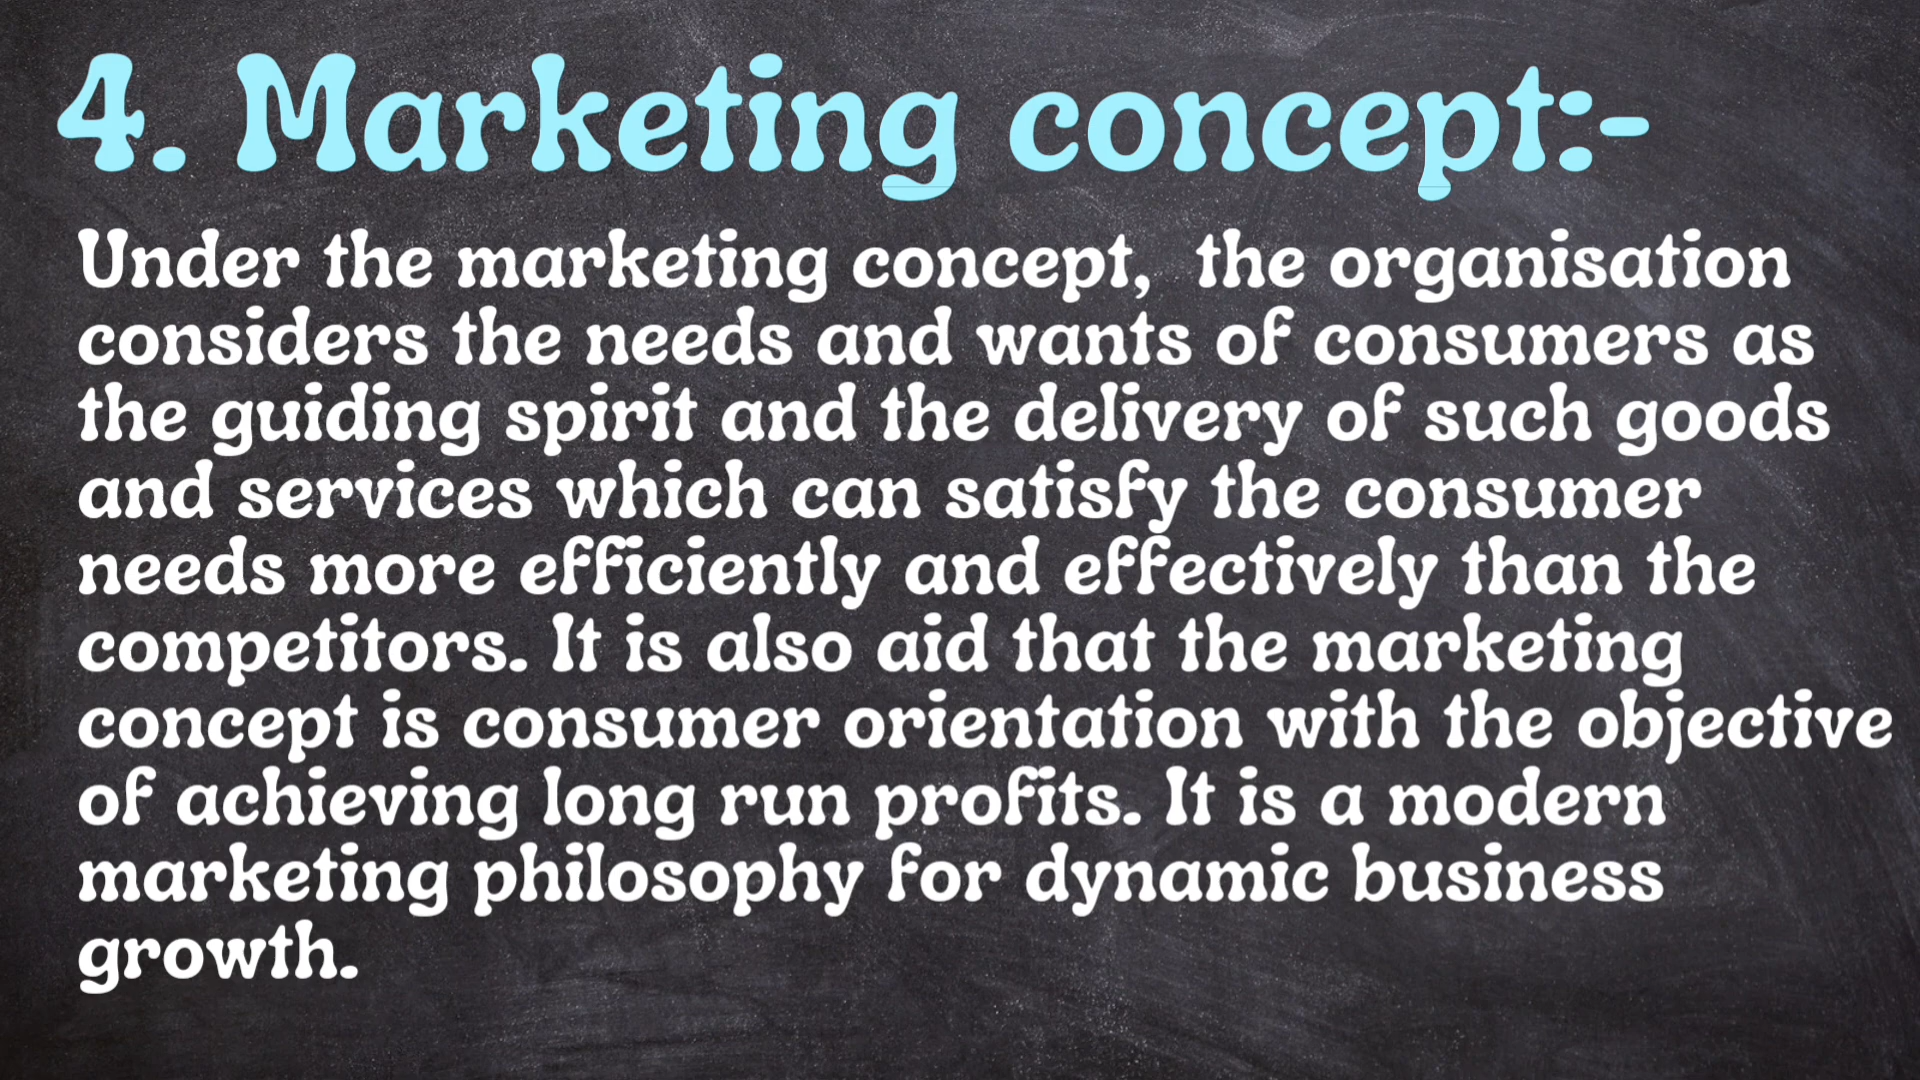 4. Marketing concept:-
Under the marketing concept,  the organisation
considers the needs and wants of consumers as
the guiding spirit and the delivery of such goods
and services which can satisfy the consumer
needs more efficiently and effectively than the
competitors. It is also aid that the marketing
concept is consumer orientation with the objective
of achieving long run profits. It is a modern
marketing philosophy for dynamic business
growth.